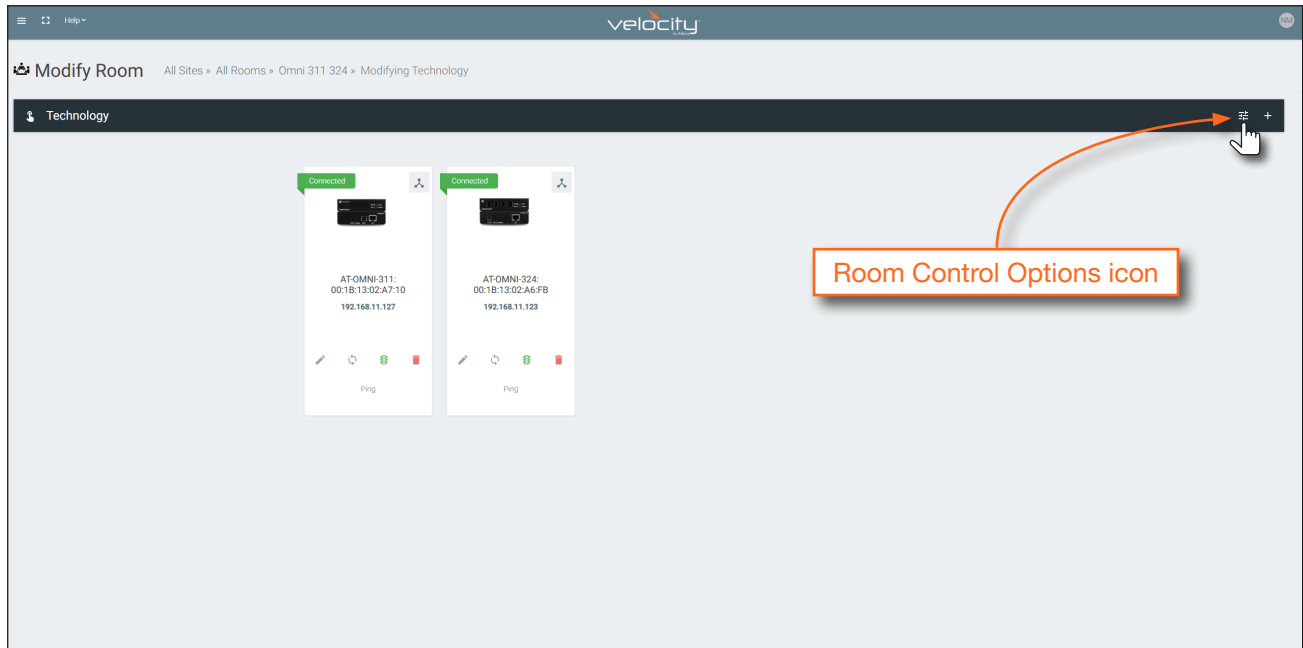 Help
velocity
by Atlona
NM
Modify Room
All Sites » All Rooms » Omni 311 324 » Modifying Technology
Technology
Room Control Options icon
Connected
AT-OMNI-311:
00:1B:13:02:A7:10
192.168.11.127
Ping
Connected
AT-OMNI-324:
00:1B:13:02:A6:FB
192.168.11.123
Ping